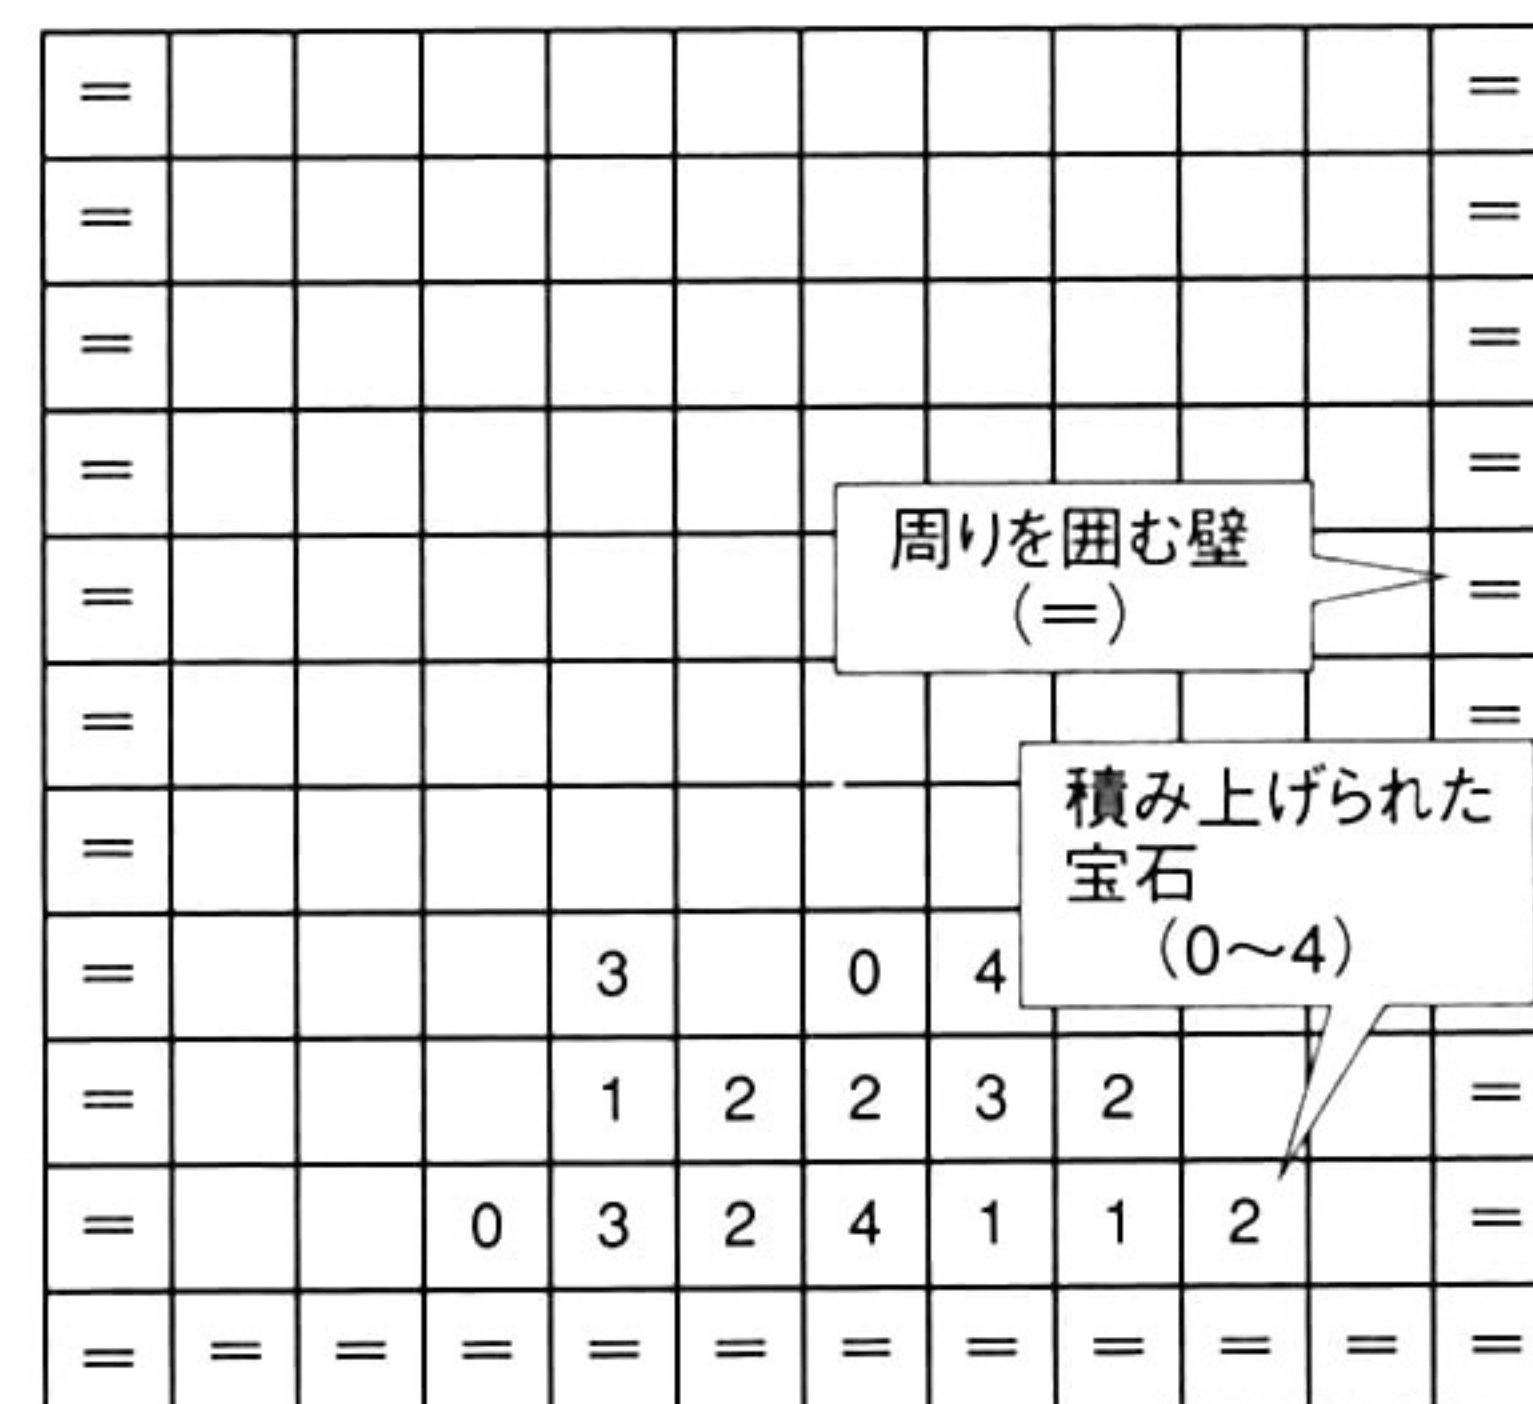 = =
= =
= =
= =
周りを囲む壁
(=)
= =
= =
積み上げられた
宝石
(0〜4)
=
= 3 0 4
= 1 2 2 3 2 =
= 0 3 2 4 1 1 2 =
= = = = = = = = = = = =